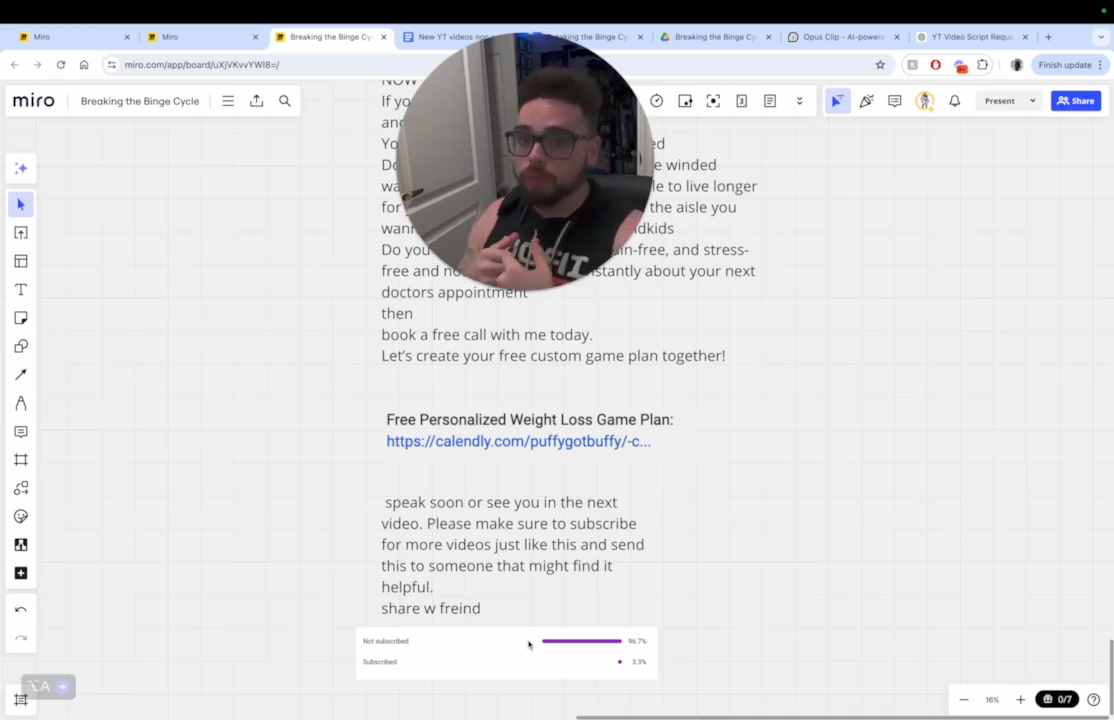 Miro
Miro
Breaking the Binge Cy
New YT videos non
king the Binge Cy
Breaking the Binge Cy
Opus Clip - AI-powere
YT Video Script Reque
miro.com/app/board/uXjVKvvYWl8=/
Finish update
miro
Breaking the Binge Cycle
Present
Share
NOW
If yo
and
Yo ed
Do e winded
wa le to live longer
for the aisle you
wann dkids
Do you in-free, and stress-
free and no nstantly about your next
doctors appointment
then
book a free call with me today.
Let's create your free custom game plan together!
Free Personalized Weight Loss Game Plan:
https://calendly.com/puffygotbuffy/-c...
speak soon or see you in the next
video. Please make sure to subscribe
for more videos just like this and send
this to someone that might find it
helpful.
share w freind
Not subscribed 96.7%
Subscribed 3.3%
⌥A
16%
0/7